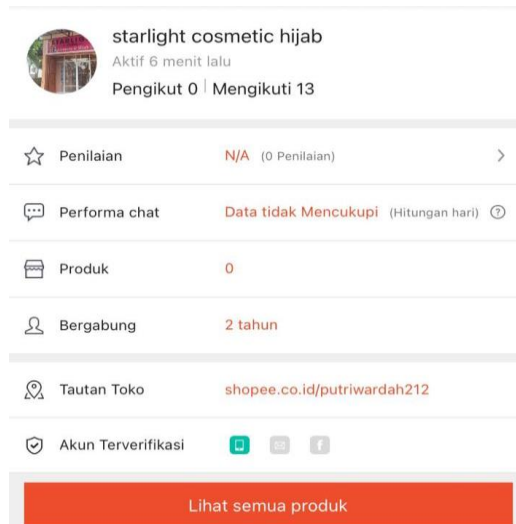 starlight cosmetic hijab
Aktif 6 menit lalu
Pengikut 0 | Mengikuti 13
Penilaian N/A (0 Penilaian)
Performa chat Data tidak Mencukupi (Hitungan hari)
Produk 0
Bergabung 2 tahun
Tautan Toko shopee.co.id/putriwardah212
Akun Terverifikasi
Lihat semua produk